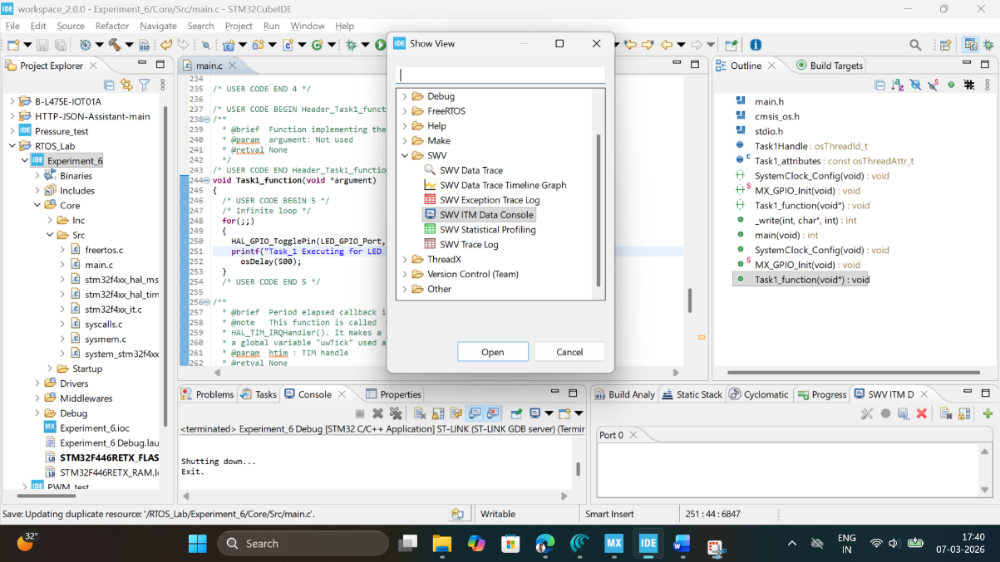 IDE workspace_2.0.0 - Experiment_6/Core/Src/main.c - STM32CubeIDE
File Edit Source Refactor Navigate Search Project Run Window Help
Project Explorer
B-L475E-IOT01A
HTTP-JSON-Assistant-main
IDE Pressure_test
RTOS_Lab
IDE Experiment_6
Binaries
Includes
Core
Inc
Src
freertos.c
main.c
stm32f4xx_hal_ms
stm32f4xx_hal_tim
stm32f4xx_it.c
syscalls.c
sysmem.c
system_stm32f4xx
Startup
Drivers
Middlewares
Debug
MX Experiment_6.ioc
Experiment_6 Debug.lau
STM32F446RETX_FLAS
STM32F446RETX_RAM.l
IDE PWM_test
main.c
234
235 /* USER CODE END 4 */
236
237 /* USER CODE BEGIN Header_Task1_funct
238 /**
239 * @brief Function implementing the
240 * @param argument: Not used
241 * @retval None
242 */
243 /* USER CODE END Header_Task1_functio
244 void Task1_function(void *argument)
245 {
246 /* USER CODE BEGIN 5 */
247 /* Infinite loop */
248 for(;;)
249 {
250 HAL_GPIO_TogglePin(LED_GPIO_Port,
251 printf("Task_1 Executing for LED
252 osDelay(500);
253 }
254 /* USER CODE END 5 */
255
256 /**
257 * @brief Period elapsed callback i
258 * @note This function is called
259 * HAL_TIM_IRQHandler(). It makes a
260 * a global variable "uwTick" used a
261 * @param htim : TIM handle
262 * @retval None
IDE Show View
Debug
FreeRTOS
Help
Make
SWV
SWV Data Trace
SWV Data Trace Timeline Graph
SWV Exception Trace Log
SWV ITM Data Console
SWV Statistical Profiling
SWV Trace Log
ThreadX
Version Control (Team)
Other
Open Cancel
Outline Build Targets
main.h
cmsis_os.h
stdio.h
Task1Handle : osThreadId_t
Task1_attributes : const osThreadAttr_t
SystemClock_Config(void) : void
MX_GPIO_Init(void) : void
Task1_function(void*) : void
_write(int, char*, int) : int
main(void) : int
SystemClock_Config(void) : void
MX_GPIO_Init(void) : void
Task1_function(void*) : void
Problems Tasks Console Properties
<terminated> Experiment_6 Debug [STM32 C/C++ Application] ST-LINK (ST-LINK GDB server) (Termir
Shutting down...
Exit.
Build Analy Static Stack Cyclomatic Progress SWV ITM D
Port 0
Save: Updating duplicate resource: '/RTOS_Lab/Experiment_6/Core/Src/main.c'. Writable Smart Insert 251 : 44 : 6847
32° Search MX IDE ENG IN 17:40 07-03-2026